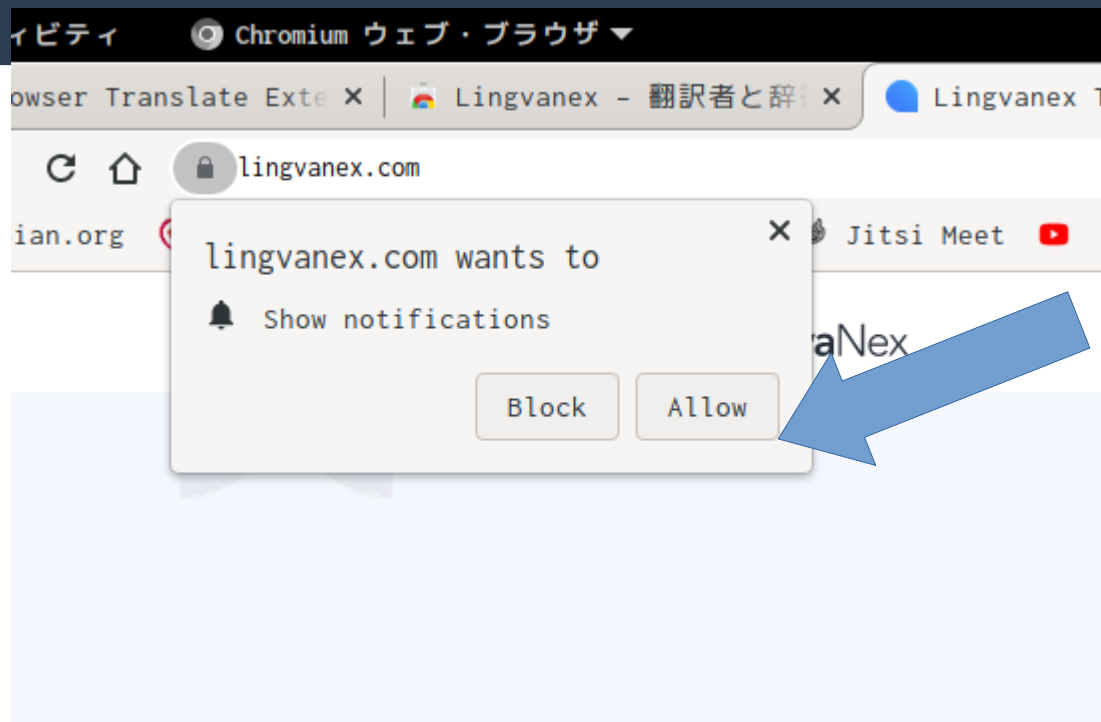 ィビティ Chromium ウェブ・ブラウザ
owser Translate Exte Lingvanex – 翻訳者と辞 Lingvanex T
lingvanex.com
ian.org Jitsi Meet
lingvanex.com wants to
Show notifications
aNex
Block Allow